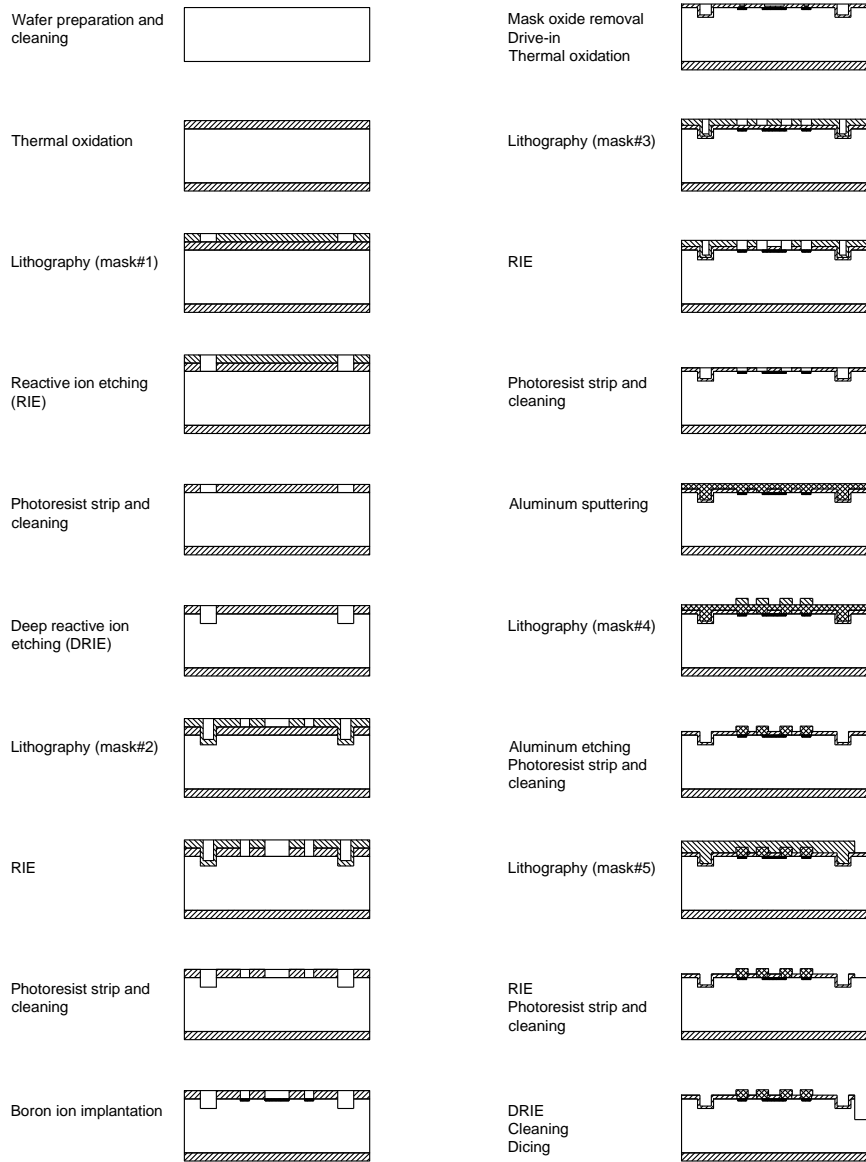 Wafer preparation and
cleaning
Thermal oxidation
Lithography (mask#1)
Reactive ion etching
(RIE)
Photoresist strip and
cleaning
Deep reactive ion
etching (DRIE)
Lithography (mask#2)
RIE
Photoresist strip and
cleaning
Boron ion implantation
Mask oxide removal
Drive-in
Thermal oxidation
Lithography (mask#3)
RIE
Photoresist strip and
cleaning
Aluminum sputtering
Lithography (mask#4)
Aluminum etching
Photoresist strip and
cleaning
Lithography (mask#5)
RIE
Photoresist strip and
cleaning
DRIE
Cleaning
Dicing